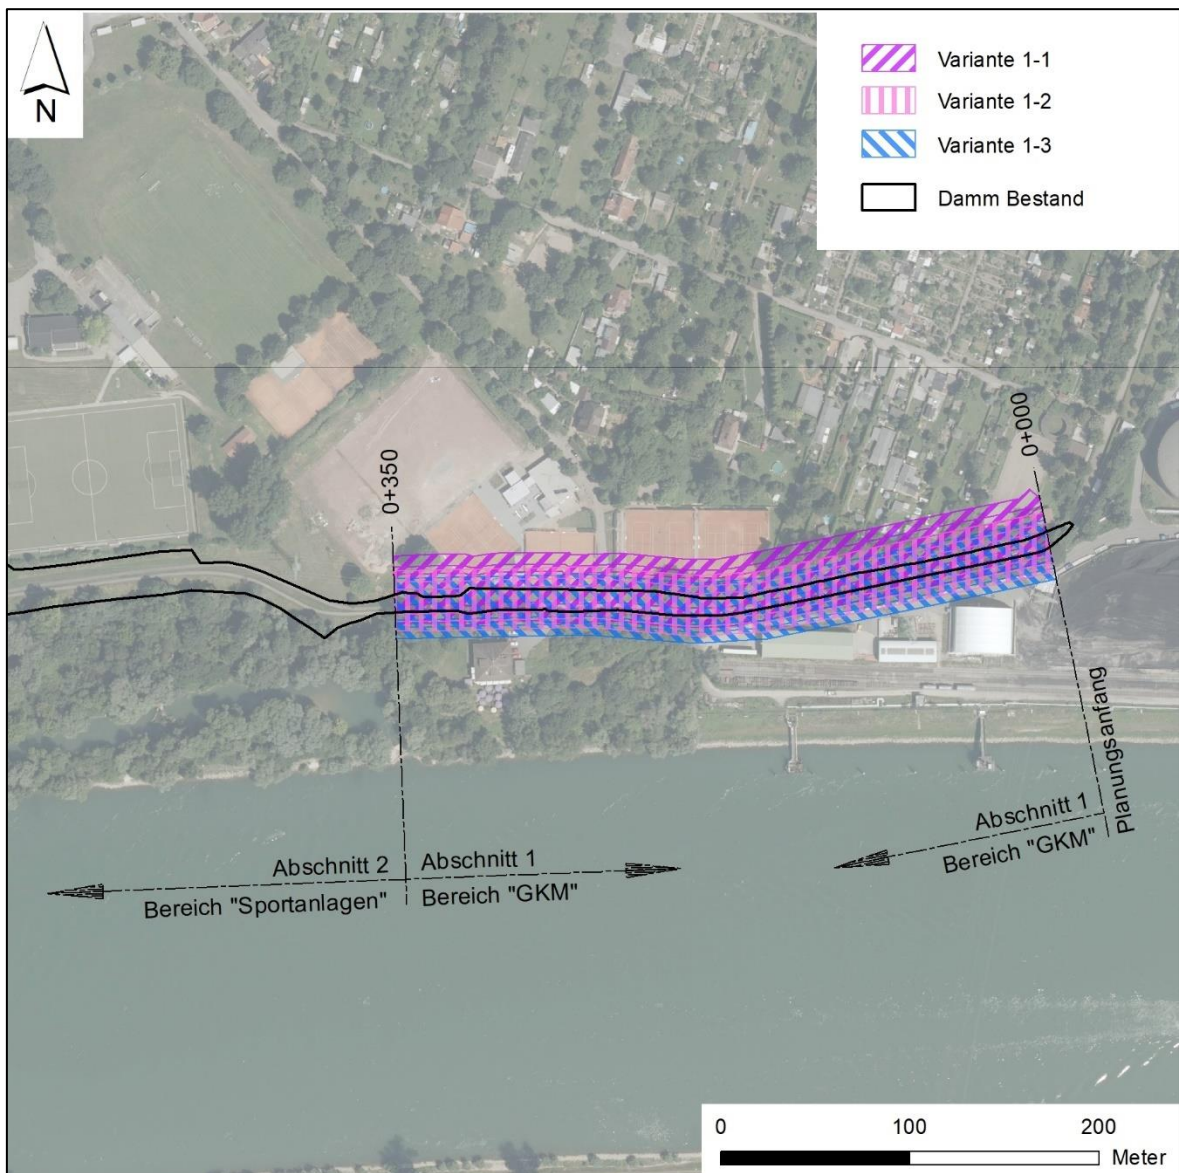 N
Variante 1-1
Variante 1-2
Variante 1-3
Damm Bestand
0+000
0+350
Planungsanfang
Abschnitt 1
Bereich "GKM"
Abschnitt 2
Abschnitt 1
Bereich "Sportanlagen"
Bereich "GKM"
0
100
200
Meter